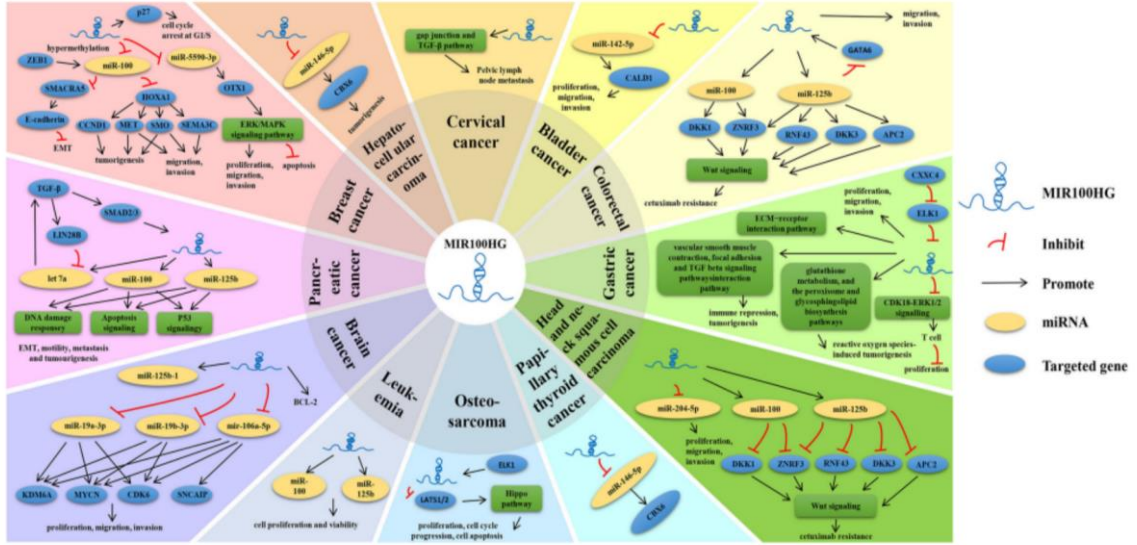 p27
cell cycle
arrest at G1/S
hypermethylation
ZEB1
miR-100
miR-5590-3p
SMACRA5
HOXA1
OTX1
E-cadherin
CCND1
MET
SMO
SEMA3C
ERK/MAPK
signaling pathway
EMT
tumorigenesis
migration,
invasion
proliferation,
migration,
invasion
apoptosis
Breast
cancer
miR-146-5p
CBX6
tumorigenesis
Hepato-
cell ular
carcin-
oma
gap junction and
TGF-β pathway
Pelvic lymph
node metastasis
Cervical
cancer
miR-142-5p
CALD1
proliferation,
migration,
invasion
Bladder
cancer
migration,
invasion
GATA6
miR-100
miR-125b
DKK1
ZNRF3
RNF43
DKK3
APC2
Wnt signaling
cetuximab resistance
Colorectal
cancer
CXXC4
ELK1
proliferation,
migration,
invasion
ECM-receptor
interaction pathway
vascular smooth muscle
contraction, focal adhesion
and TGF beta signaling
pathwaysinteraction
pathway
glutathione
metabolism, and
the peroxisome and
glycosphingolipid
biosynthesis
pathways
CDK18-ERK1/2
signalling
immune repression,
tumorigenesis
reactive oxygen species-
induced tumorigenesis
T cell
proliferation
Gastric
cancer
TGF-β
SMAD2/3
LIN28B
let 7a
miR-100
miR-125b
DNA damage
responsey
Apoptosis
signaling
P53
signalingy
EMT, motility, metastasis
and tumourigenesis
Pancr-
eatic
cancer
MIR100HG
Head
and ne-
ck squa-
mous cell
carcinoma
miR-204-5p
miR-100
miR-125b
proliferation,
migration,
invasion
DKK1
ZNRF3
RNF43
DKK3
APC2
Wnt signaling
cetuximab resistance
Brain
cancer
miR-125b-1
BCL-2
miR-19a-3p
miR-19b-3p
mir-106a-5p
KDM6A
MYCN
CDK6
SNCAIP
proliferation, migration, invasion
Leuk-
emia
miR-
100
miR-
125b
cell proliferation and viability
Osteo-
sarcoma
ELK1
LATS1/2
Hippo
pathway
proliferation, cell cycle
progression, cell apoptosis
Papi-
llary
thyroid
cancer
miR-146-5p
CBX6
MIR100HG
Inhibit
Promote
miRNA
Targeted gene